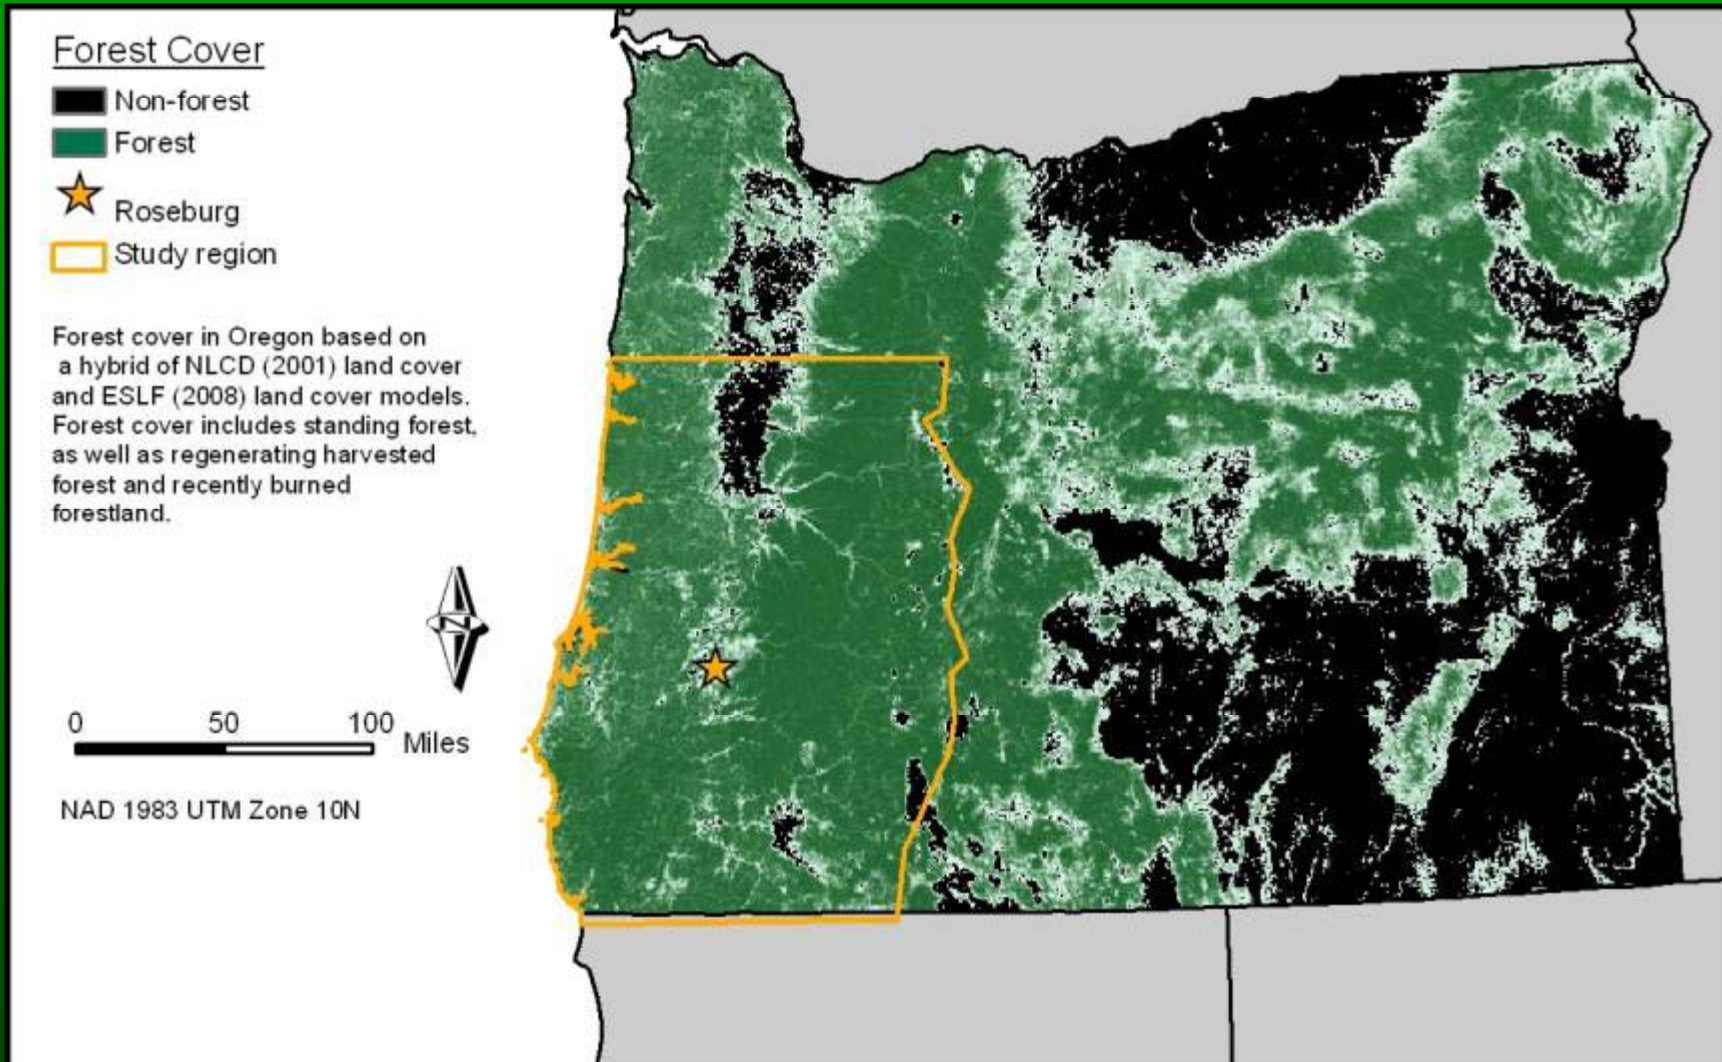 Forest Cover
Non-forest
Forest
Roseburg
Study region
Forest cover in Oregon based on
a hybrid of NLCD (2001) land cover
and ESLF (2008) land cover models.
Forest cover includes standing forest,
as well as regenerating harvested
forest and recently burned
forestland.
N
0 50 100 Miles
NAD 1983 UTM Zone 10N